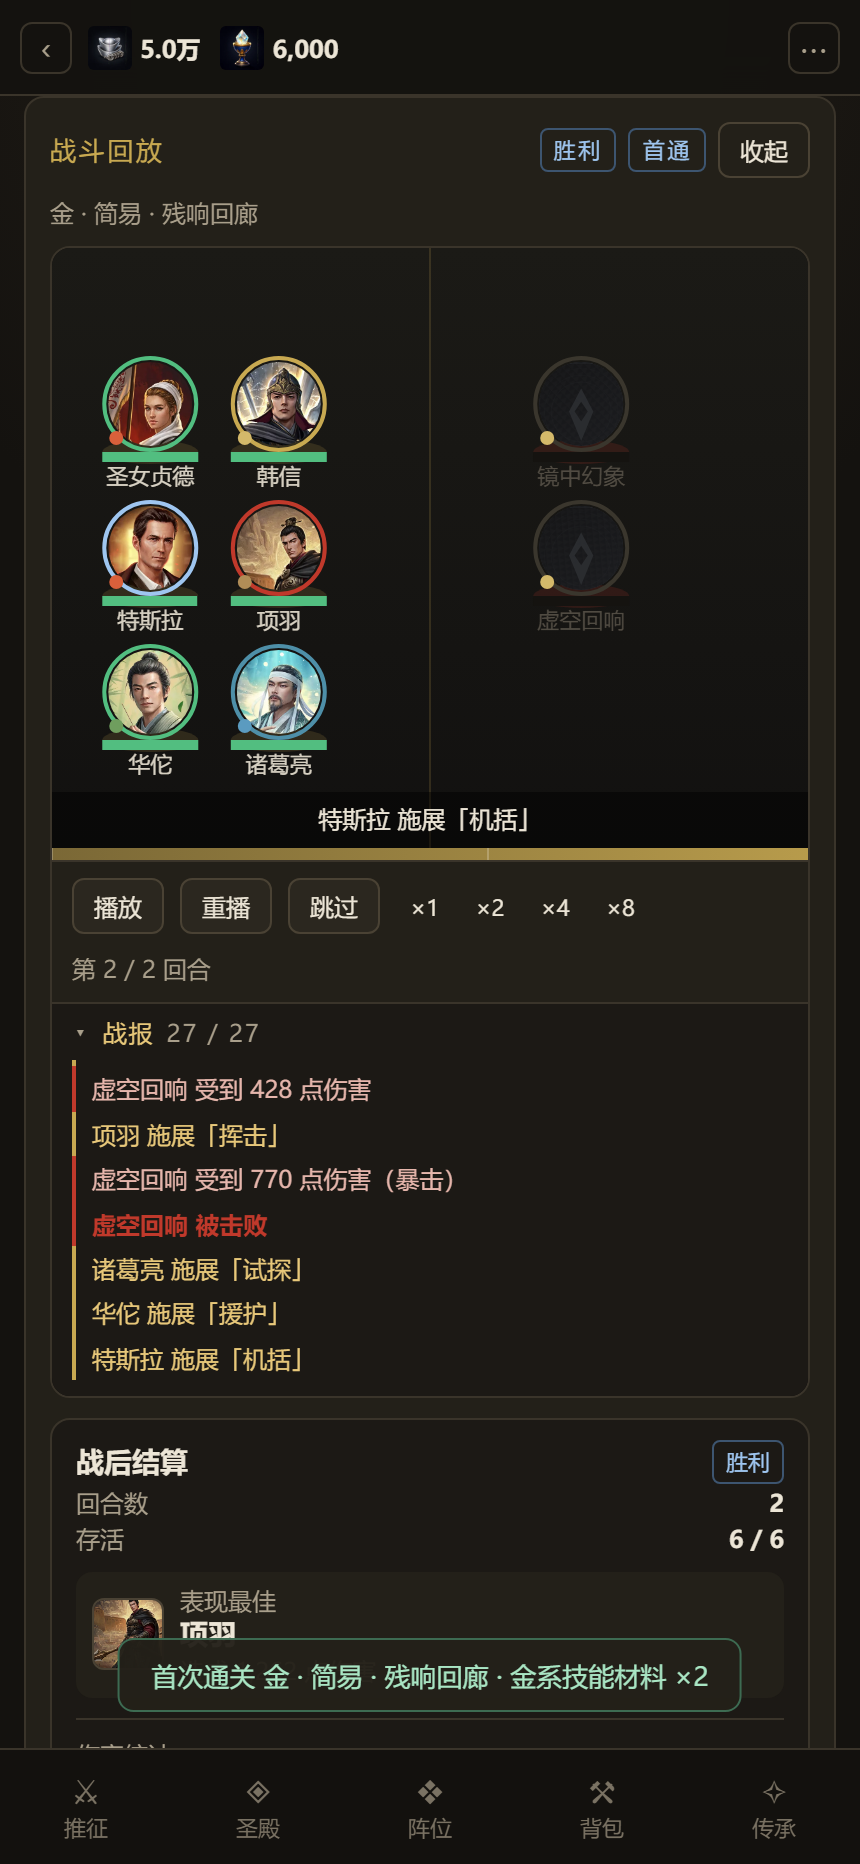 5.0万
6,000
战斗回放
胜利
首通
收起
金 · 简易 · 残响回廊
圣女贞德
韩信
镜中幻象
特斯拉
项羽
虚空回响
华佗
诸葛亮
特斯拉 施展「机括」
播放
重播
跳过
×1
×2
×4
×8
第 2 / 2 回合
战报 27 / 27
虚空回响 受到 428 点伤害
项羽 施展「挥击」
虚空回响 受到 770 点伤害（暴击）
虚空回响 被击败
诸葛亮 施展「试探」
华佗 施展「援护」
特斯拉 施展「机括」
战后结算
胜利
回合数
2
存活
6 / 6
表现最佳
项羽
首次通关 金 · 简易 · 残响回廊 · 金系技能材料 ×2
推征
圣殿
阵位
背包
传承